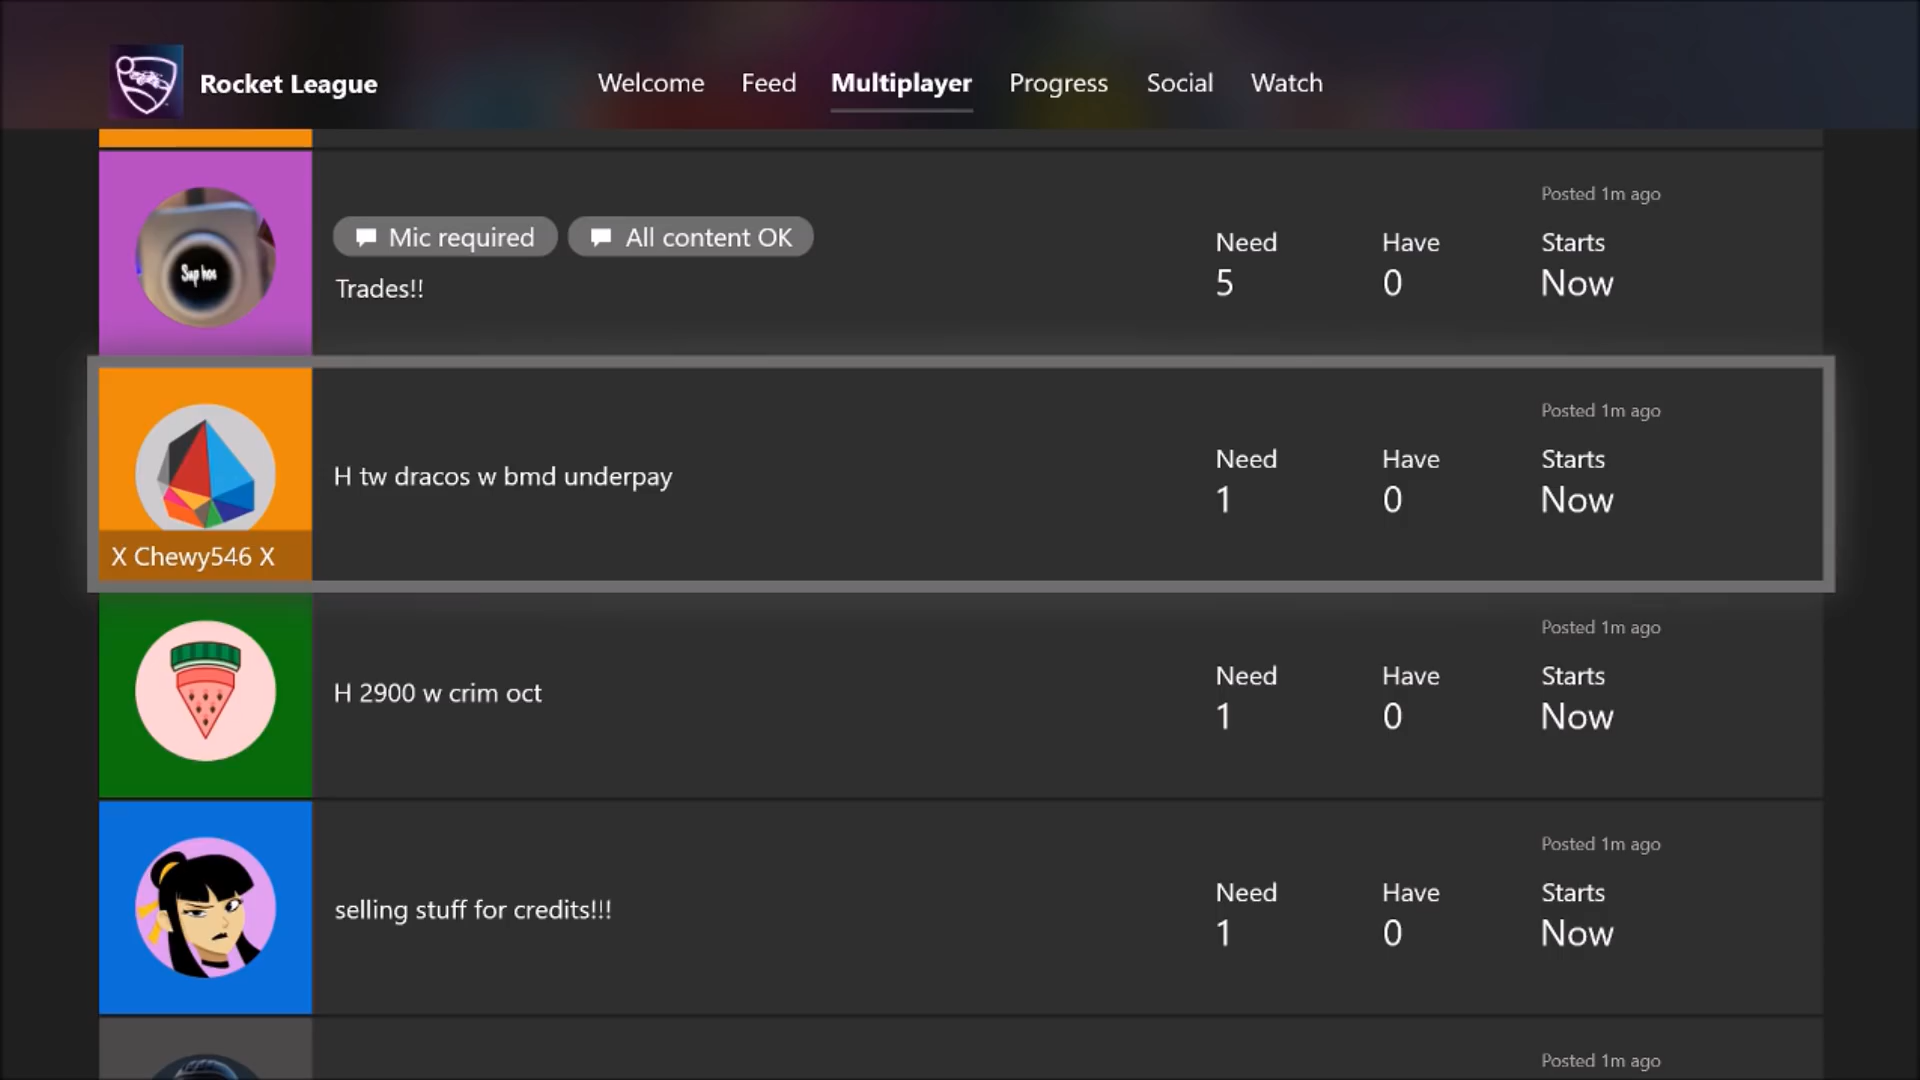 Rocket League
Welcome Feed Multiplayer Progress Social Watch
Sup hos
Mic required
All content OK
Trades!!
Posted 1m ago
Need Have Starts
5 0 Now
X Chewy546 X
H tw dracos w bmd underpay
Posted 1m ago
Need Have Starts
1 0 Now
H 2900 w crim oct
Posted 1m ago
Need Have Starts
1 0 Now
selling stuff for credits!!!
Posted 1m ago
Need Have Starts
1 0 Now
Posted 1m ago